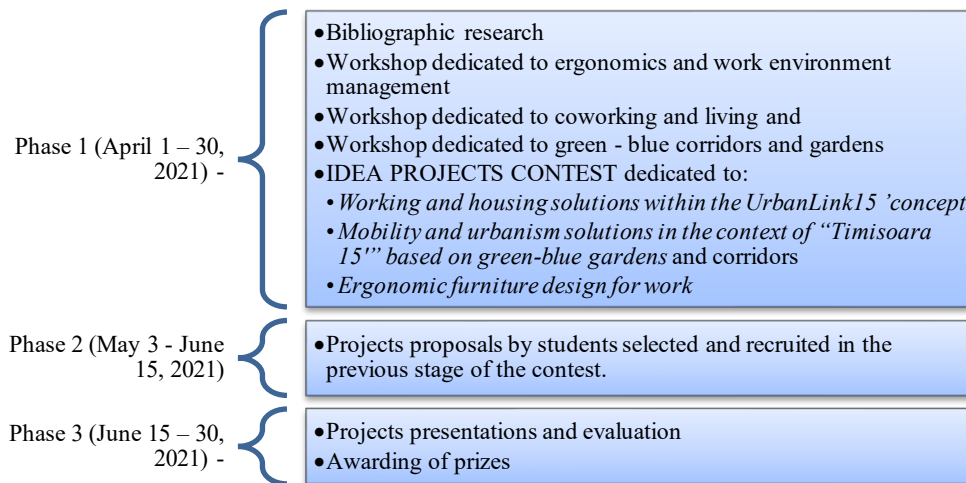 Phase 1 (April 1 – 30,
2021) -
•Bibliographic research
•Workshop dedicated to ergonomics and work environment
management
•Workshop dedicated to coworking and living and
•Workshop dedicated to green - blue corridors and gardens
•IDEA PROJECTS CONTEST dedicated to:
•Working and housing solutions within the UrbanLink15 'concept
•Mobility and urbanism solutions in the context of “Timisoara
15'” based on green-blue gardens and corridors
•Ergonomic furniture design for work
Phase 2 (May 3 - June
15, 2021)
•Projects proposals by students selected and recruited in the
previous stage of the contest.
Phase 3 (June 15 – 30,
2021) -
•Projects presentations and evaluation
•Awarding of prizes